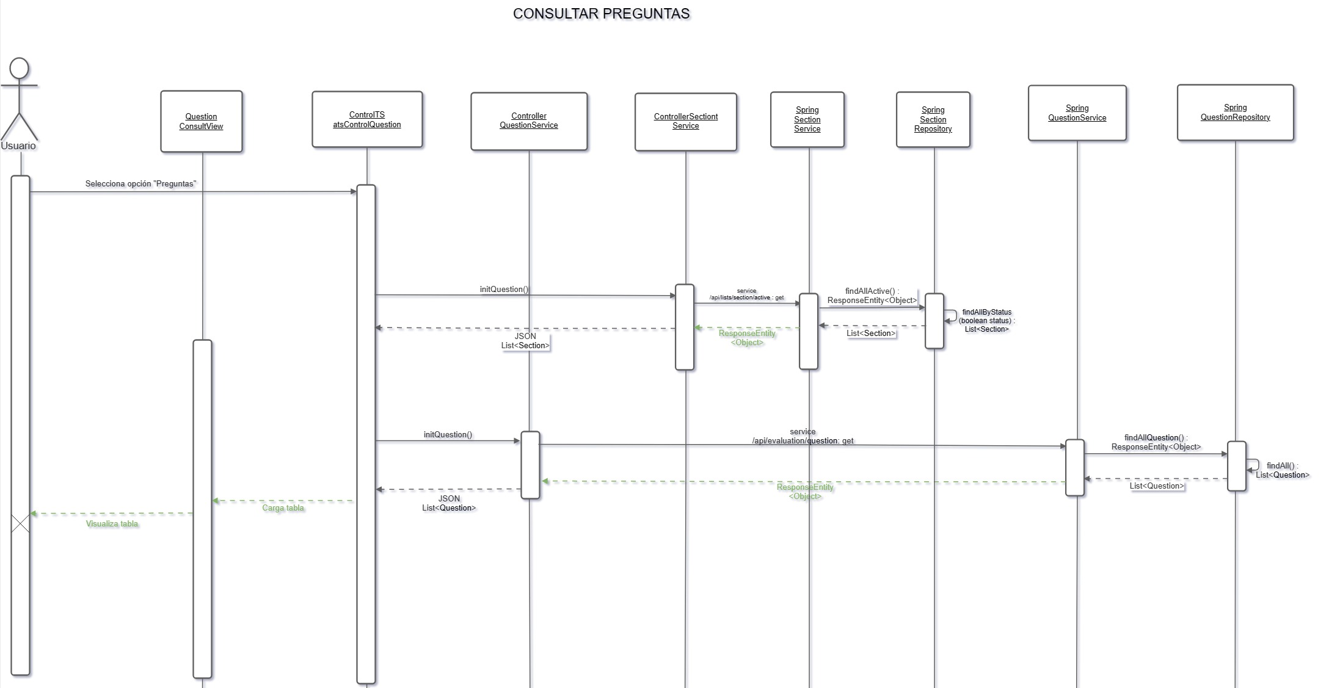 CONSULTAR PREGUNTAS
Usuario
Question
ConsultView
ControlTS
atsControlQuestion
Controller
QuestionService
ControllerSectiont
Service
Spring
Section
Service
Spring
Section
Repository
Spring
QuestionService
Spring
QuestionRepository
Selecciona opción "Preguntas"
initQuestion()
service
/api/lists/section/active : get
findAllActive() :
ResponseEntity<Object>
findAllByStatus
(boolean status) :
List<Section>
JSON
List<Section>
ResponseEntity
<Object>
List<Section>
initQuestion()
service
/api/evaluation/question: get
findAllQuestion() :
ResponseEntity<Object>
findAll() :
List<Question>
JSON
List<Question>
ResponseEntity
<Object>
List<Question>
Carga tabla
Visualiza tabla